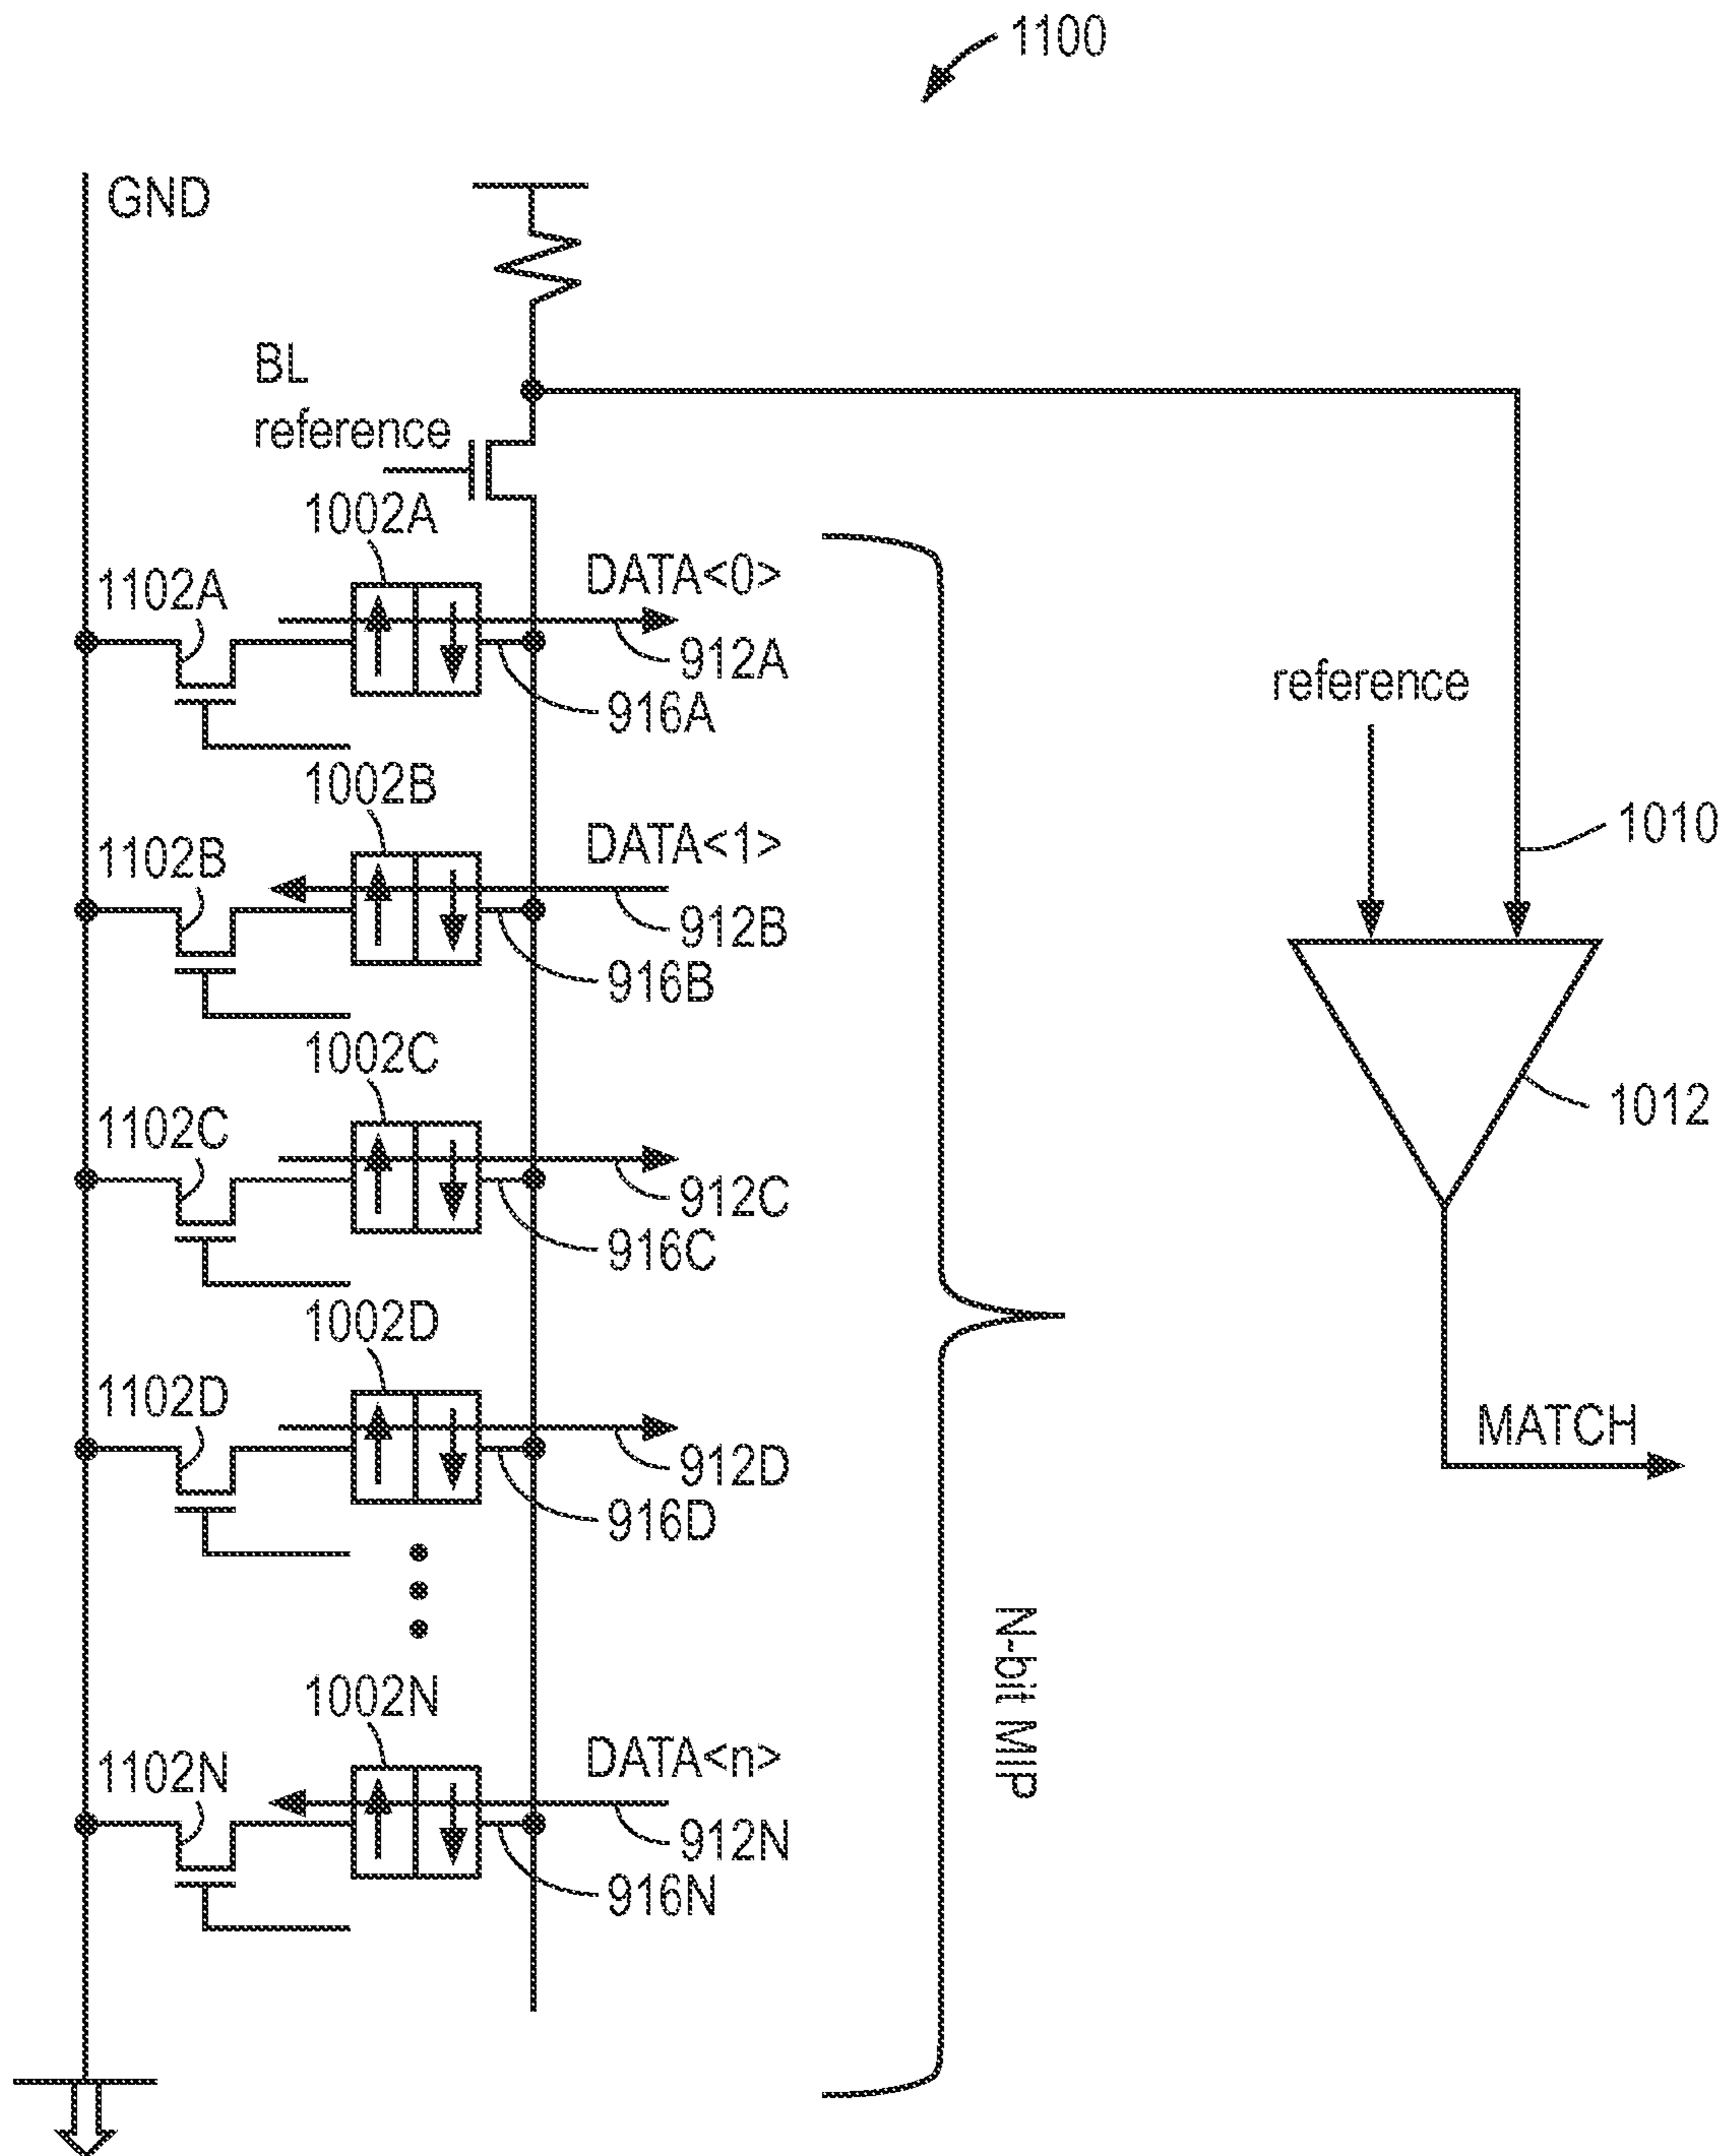 1100
GND
BL
reference
1002A
1102A
DATA<0>
912A
916A
1002B
1102B
DATA<1>
912B
916B
1002C
1102C
912C
916C
1002D
1102D
912D
916D
1002N
1102N
DATA<n>
912N
916N
N-bit MIP
reference
1010
1012
MATCH